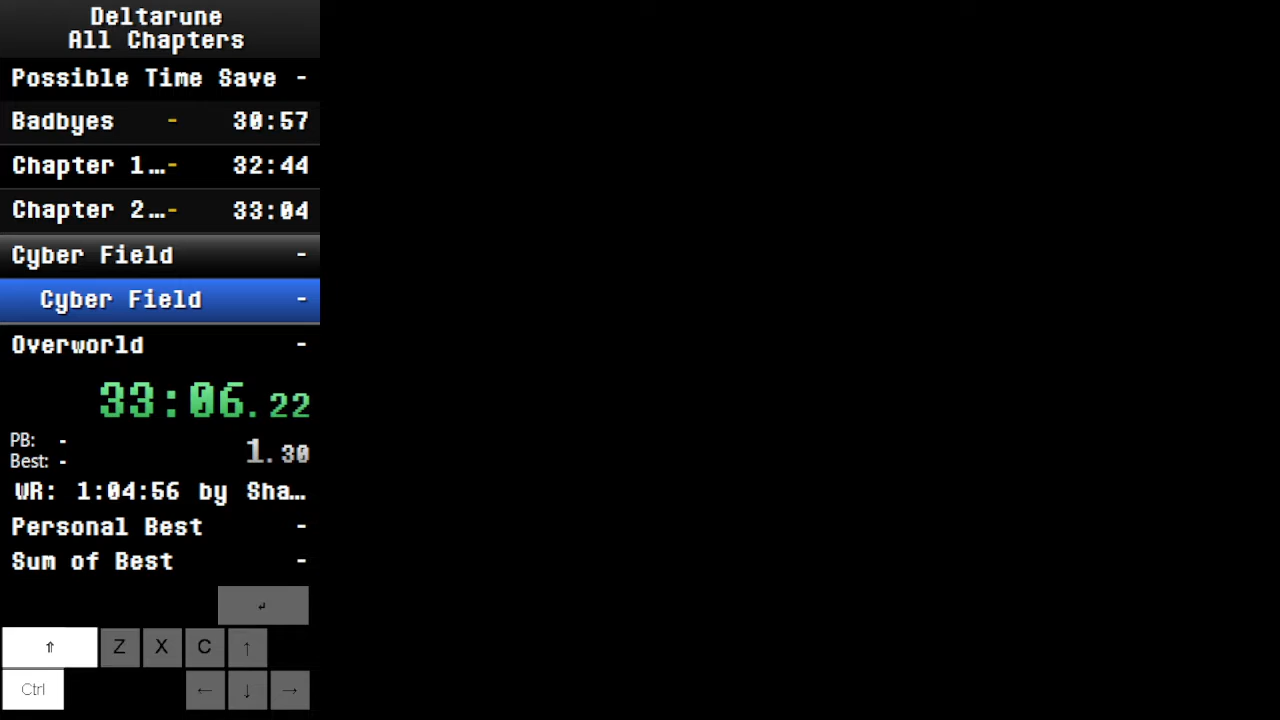 Deltarune
All Chapters
Possible Time Save -
Badbyes - 30:57
Chapter 1…- 32:44
Chapter 2…- 33:04
Cyber Field -
Cyber Field -
Overworld -
33:06.22
PB: -
Best: -
1.30
WR: 1:04:56 by Sha…
Personal Best -
Sum of Best -
↵
⇧ Z X C ↑
Ctrl ← ↓ →